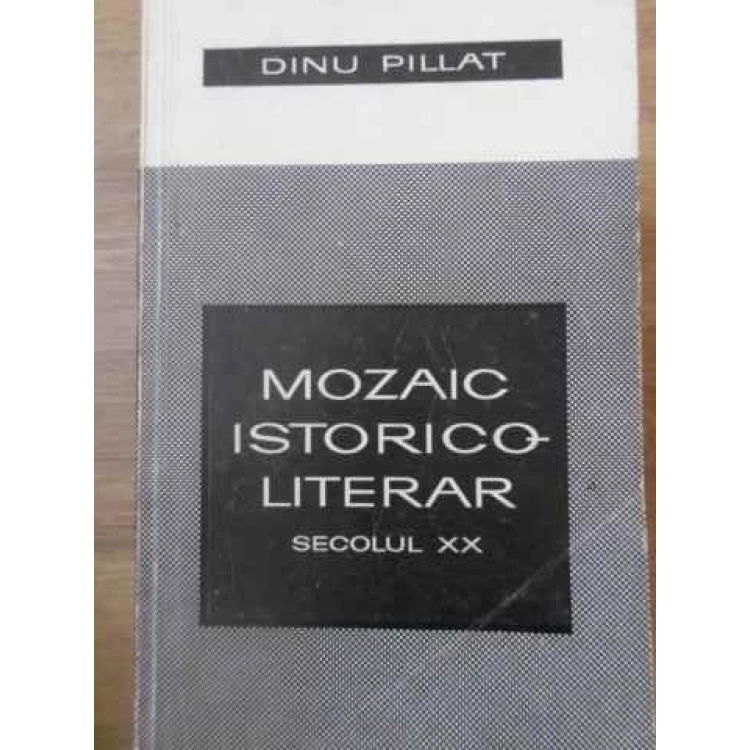 DINU PILLAT
MOZAIC
ISTORICO-
LITERAR
SECOLUL XX